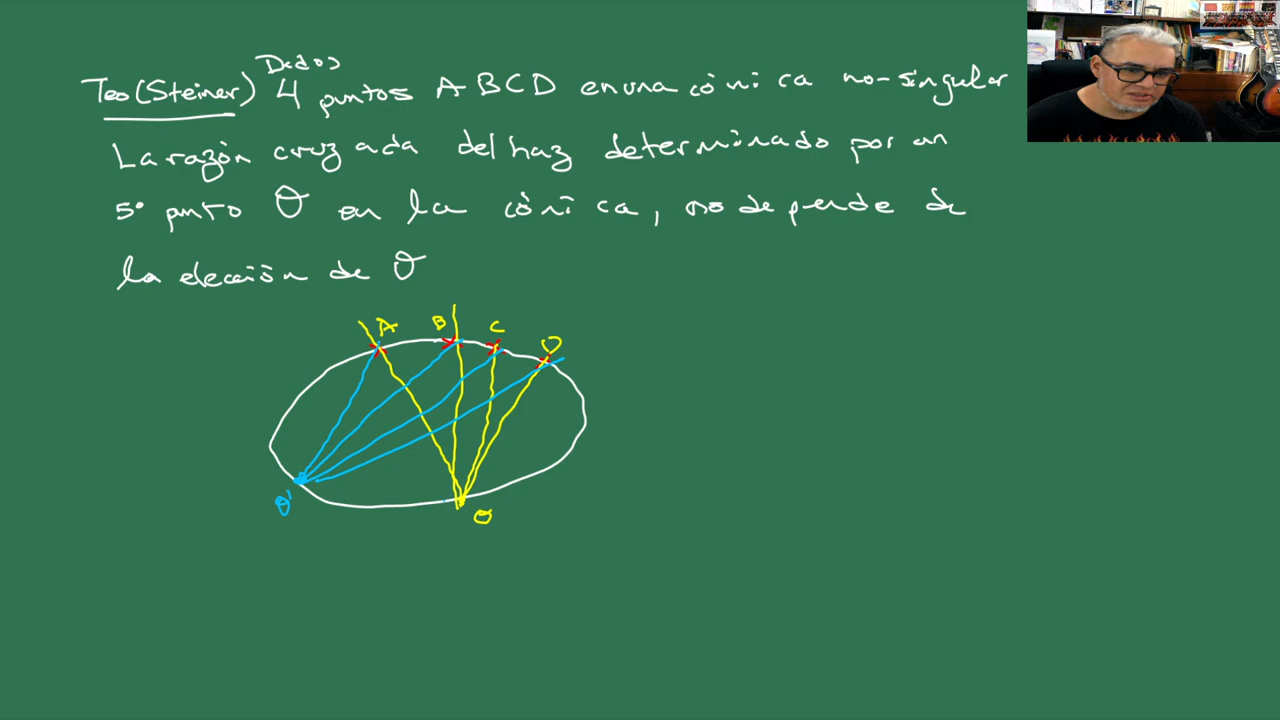 Dados
Teo (Steiner) 4 puntos A B C D en una cónica no-singular
La razón cruzada del haz determinado por un
5º punto O en la cónica, no depende de
la elección de O
A B C D
O'
O